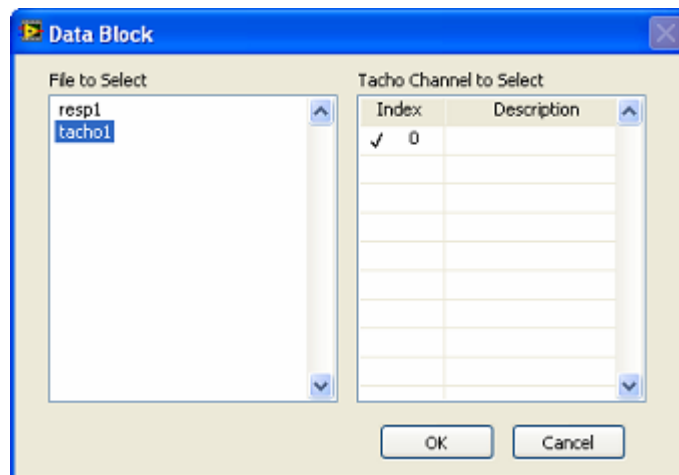 Data Block
File to Select
resp1
tacho1
Tacho Channel to Select
Index Description
0
OK Cancel